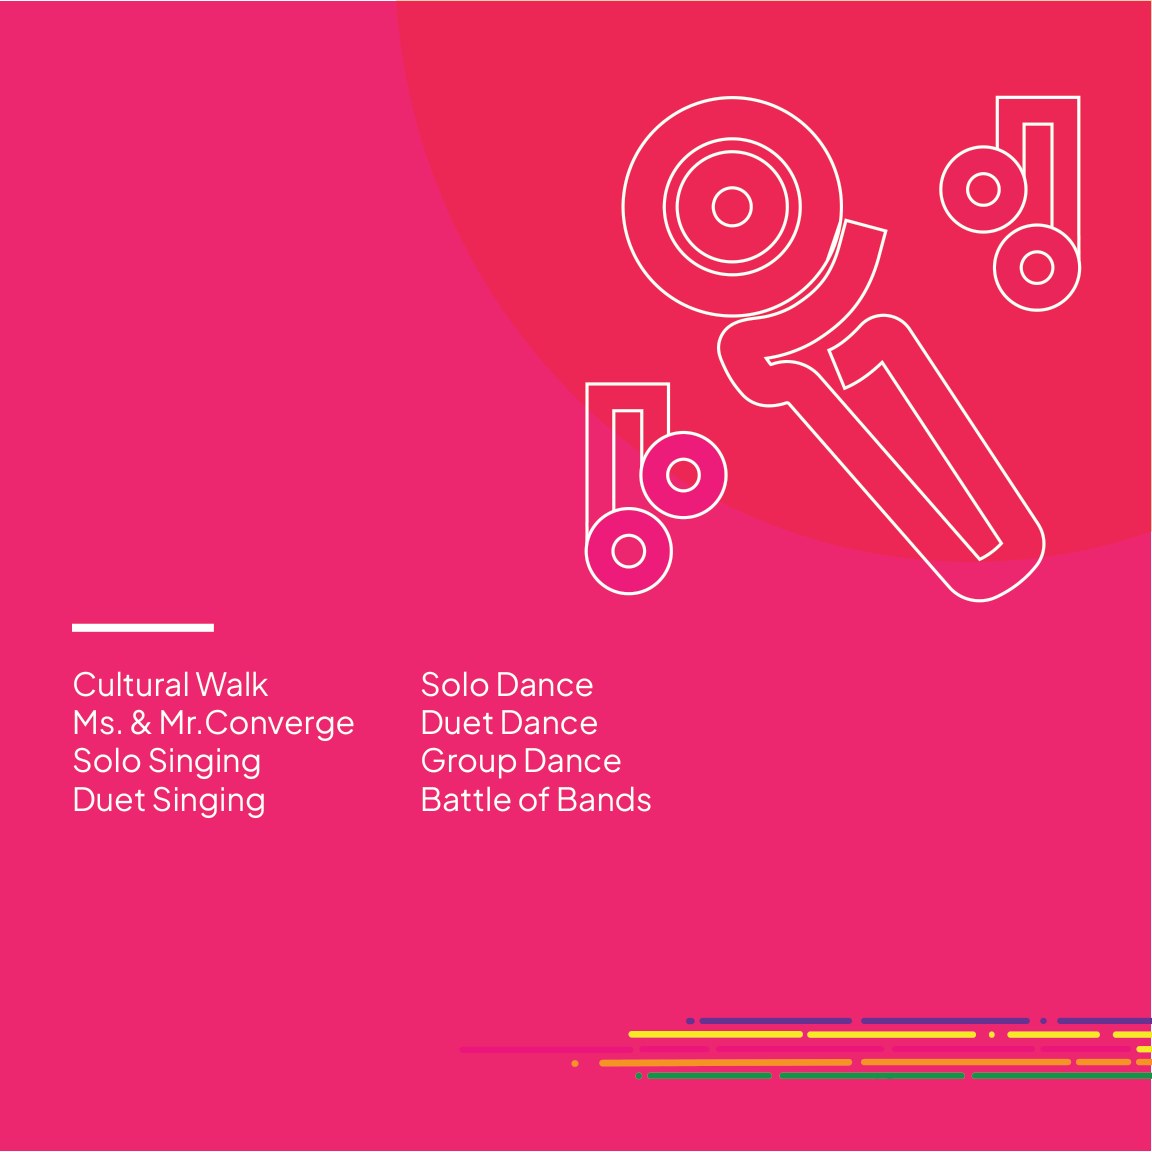 Cultural Walk
Ms. & Mr.Converge
Solo Singing
Duet Singing
Solo Dance
Duet Dance
Group Dance
Battle of Bands